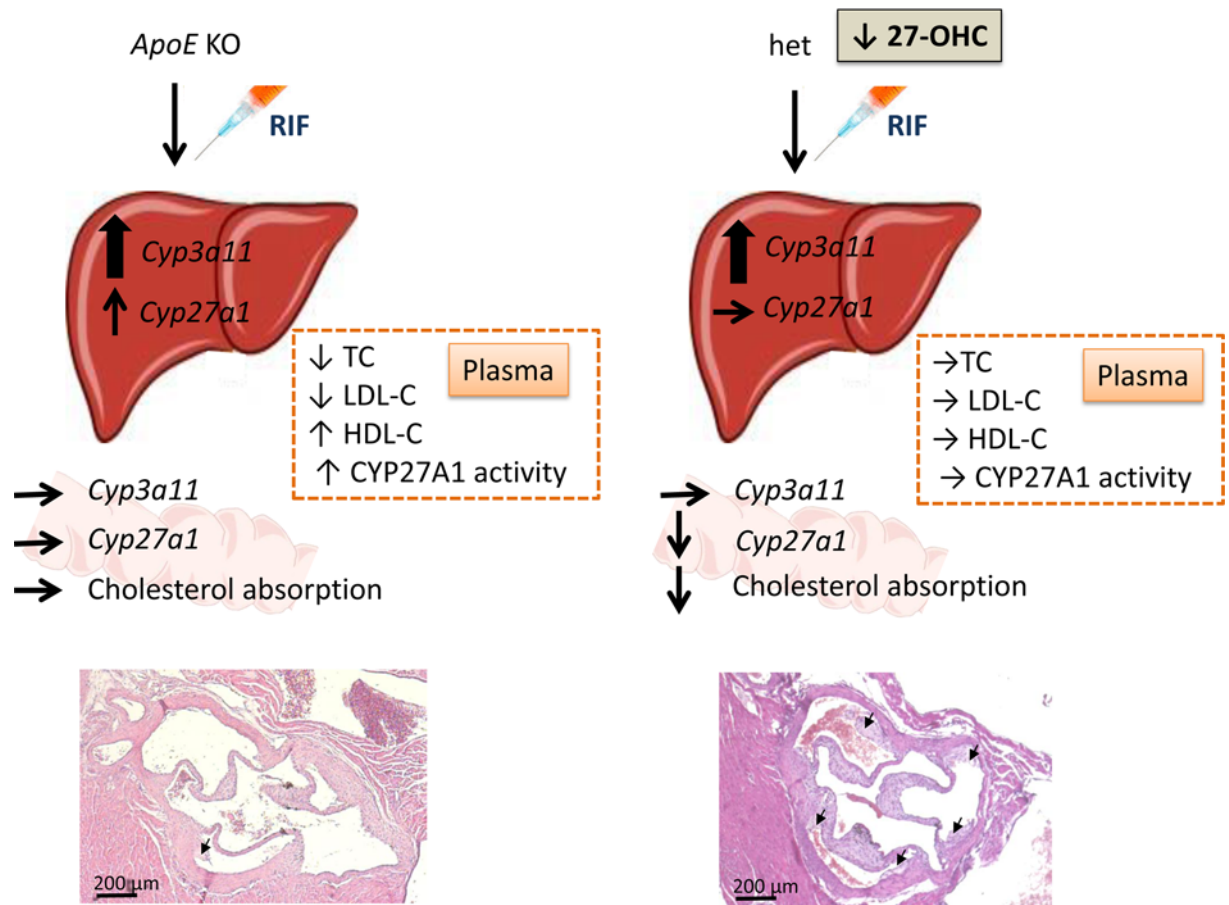 ApoE KO
RIF
Cyp3a11
Cyp27a1
↓ TC
↓ LDL-C
↑ HDL-C
↑ CYP27A1 activity
Plasma
→ Cyp3a11
→ Cyp27a1
→ Cholesterol absorption
200 µm
het
↓ 27-OHC
RIF
Cyp3a11
→ Cyp27a1
→TC
→ LDL-C
→ HDL-C
→ CYP27A1 activity
Plasma
→ Cyp3a11
↓ Cyp27a1
↓ Cholesterol absorption
200 µm